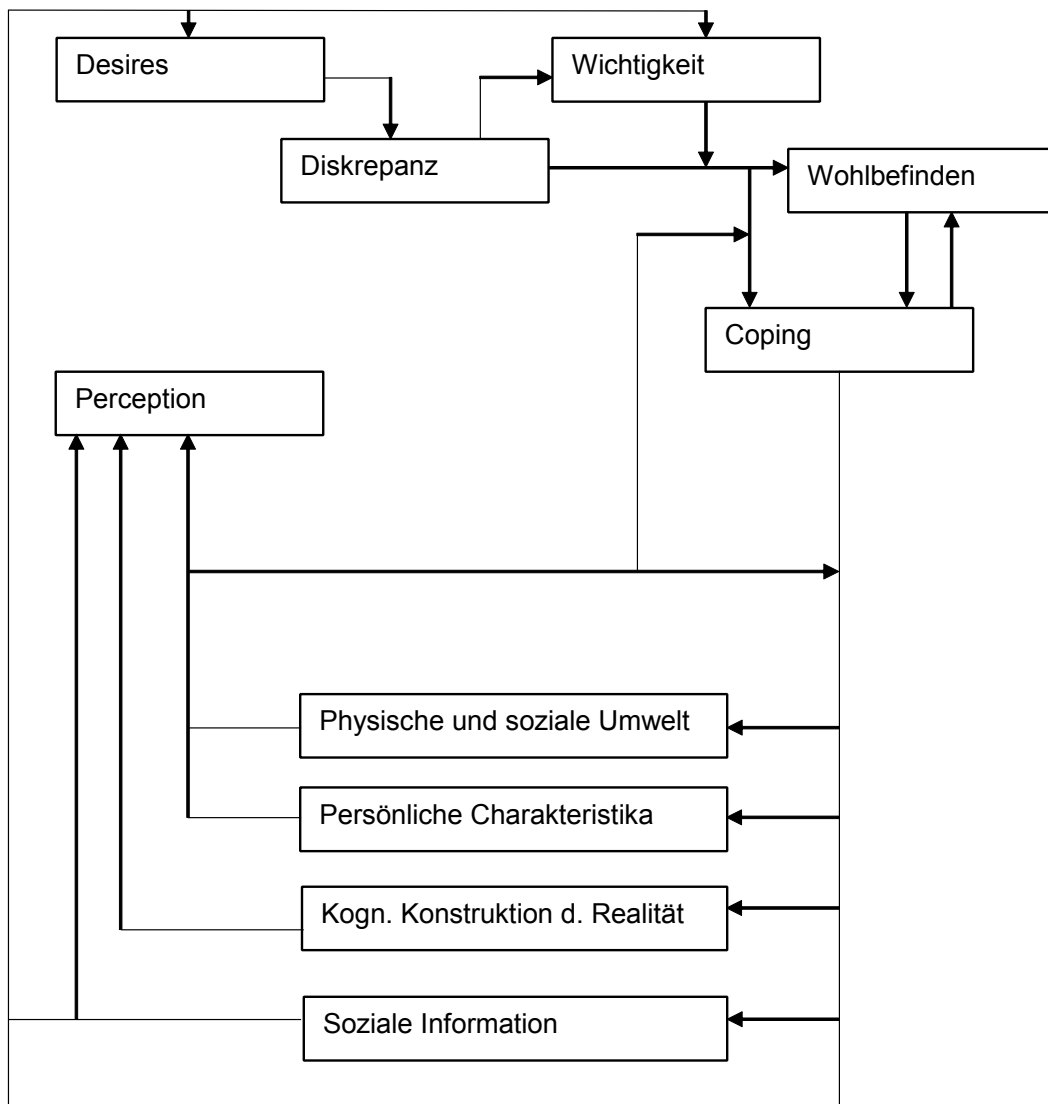 Desires
Wichtigkeit
Diskrepanz
Wohlbefinden
Coping
Perception
Physische und soziale Umwelt
Persönliche Charakteristika
Kogn. Konstruktion d. Realität
Soziale Information